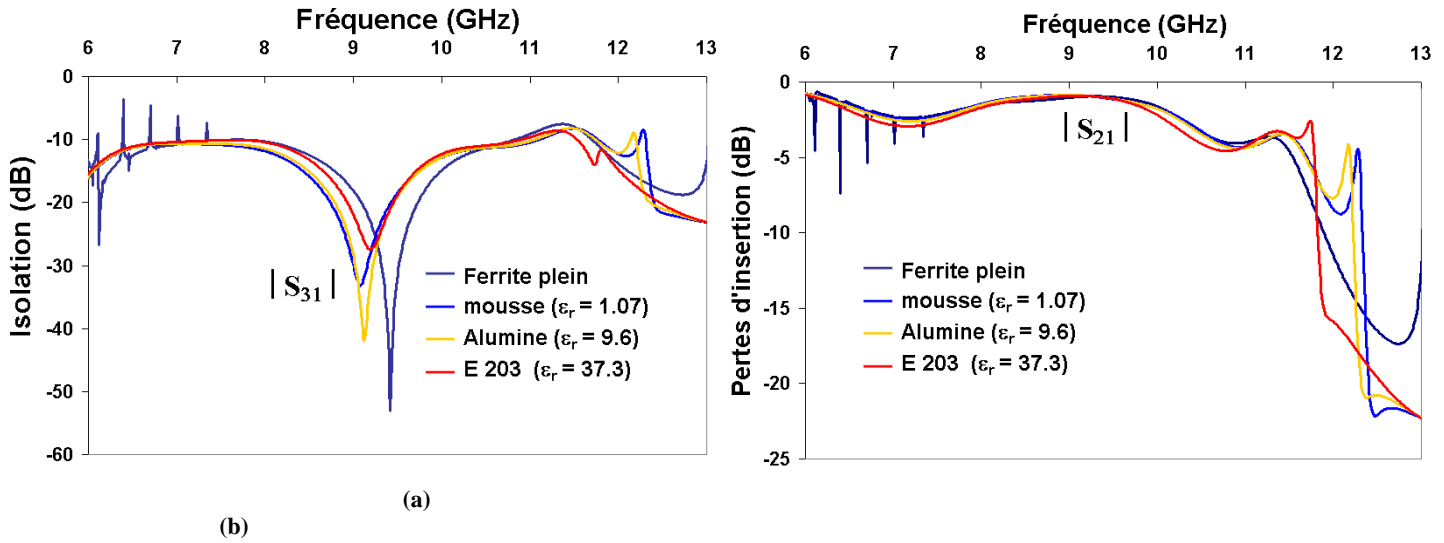 Fréquence (GHz)
6 7 8 9 10 11 12 13
0
-10
-20
-30
-40
-50
-60
Isolation (dB)
| S31 |
Ferrite plein
mousse (εr = 1.07)
Alumine (εr = 9.6)
E 203 (εr = 37.3)
Fréquence (GHz)
6 7 8 9 10 11 12 13
0
-5
-10
-15
-20
-25
Pertes d'insertion (dB)
| S21 |
Ferrite plein
mousse (εr = 1.07)
Alumine (εr = 9.6)
E 203 (εr = 37.3)
(a)
(b)